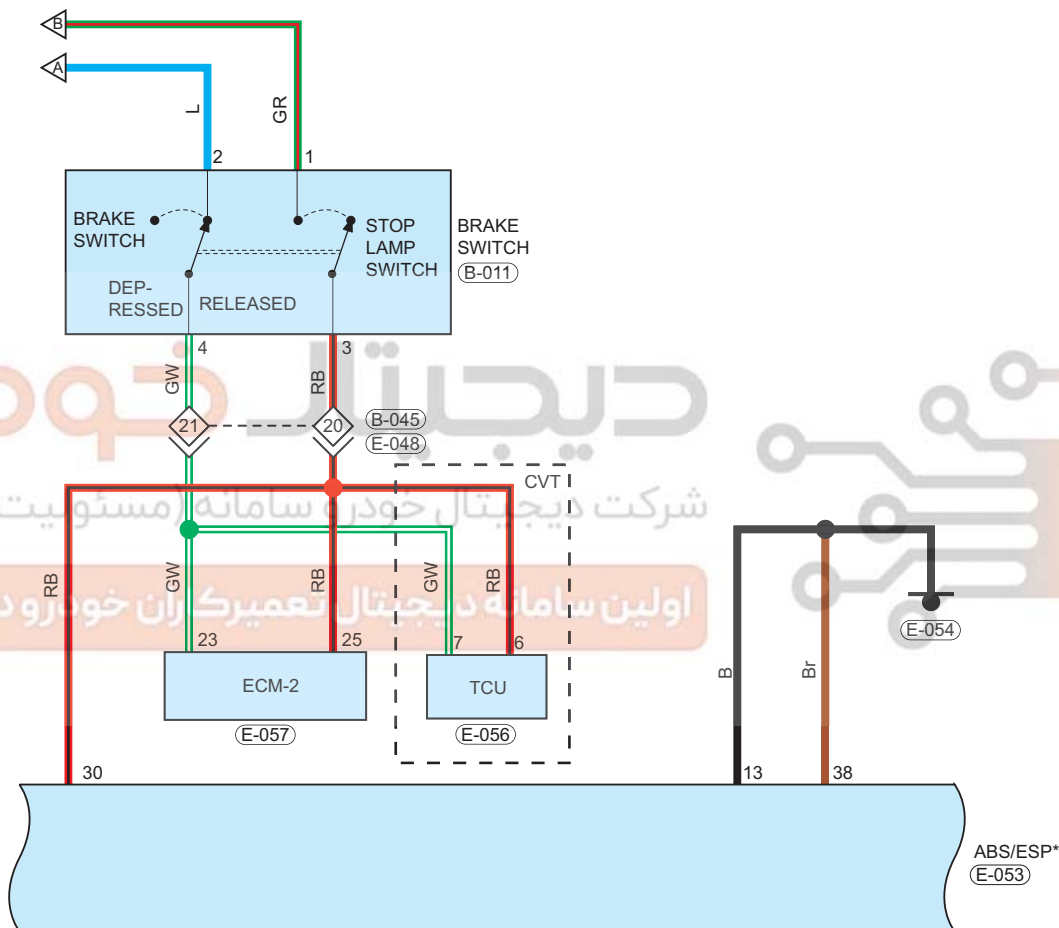 B
A
L
GR
2
1
BRAKE
SWITCH
STOP
LAMP
SWITCH
BRAKE
SWITCH
B-011
DEP-
RESSED
RELEASED
4
3
GW
RB
21
20
B-045
E-048
دیجیتال خودرو
CVT
شرکت دیجیتال خودرو سامانه (مسئولیت
RB
GW
RB
GW
RB
اولین سامانه دیجیتال تعمیرکاران خودرو د
23
25
7
6
ECM-2
TCU
E-057
E-056
E-054
B
Br
30
13
38
ABS/ESP*
E-053